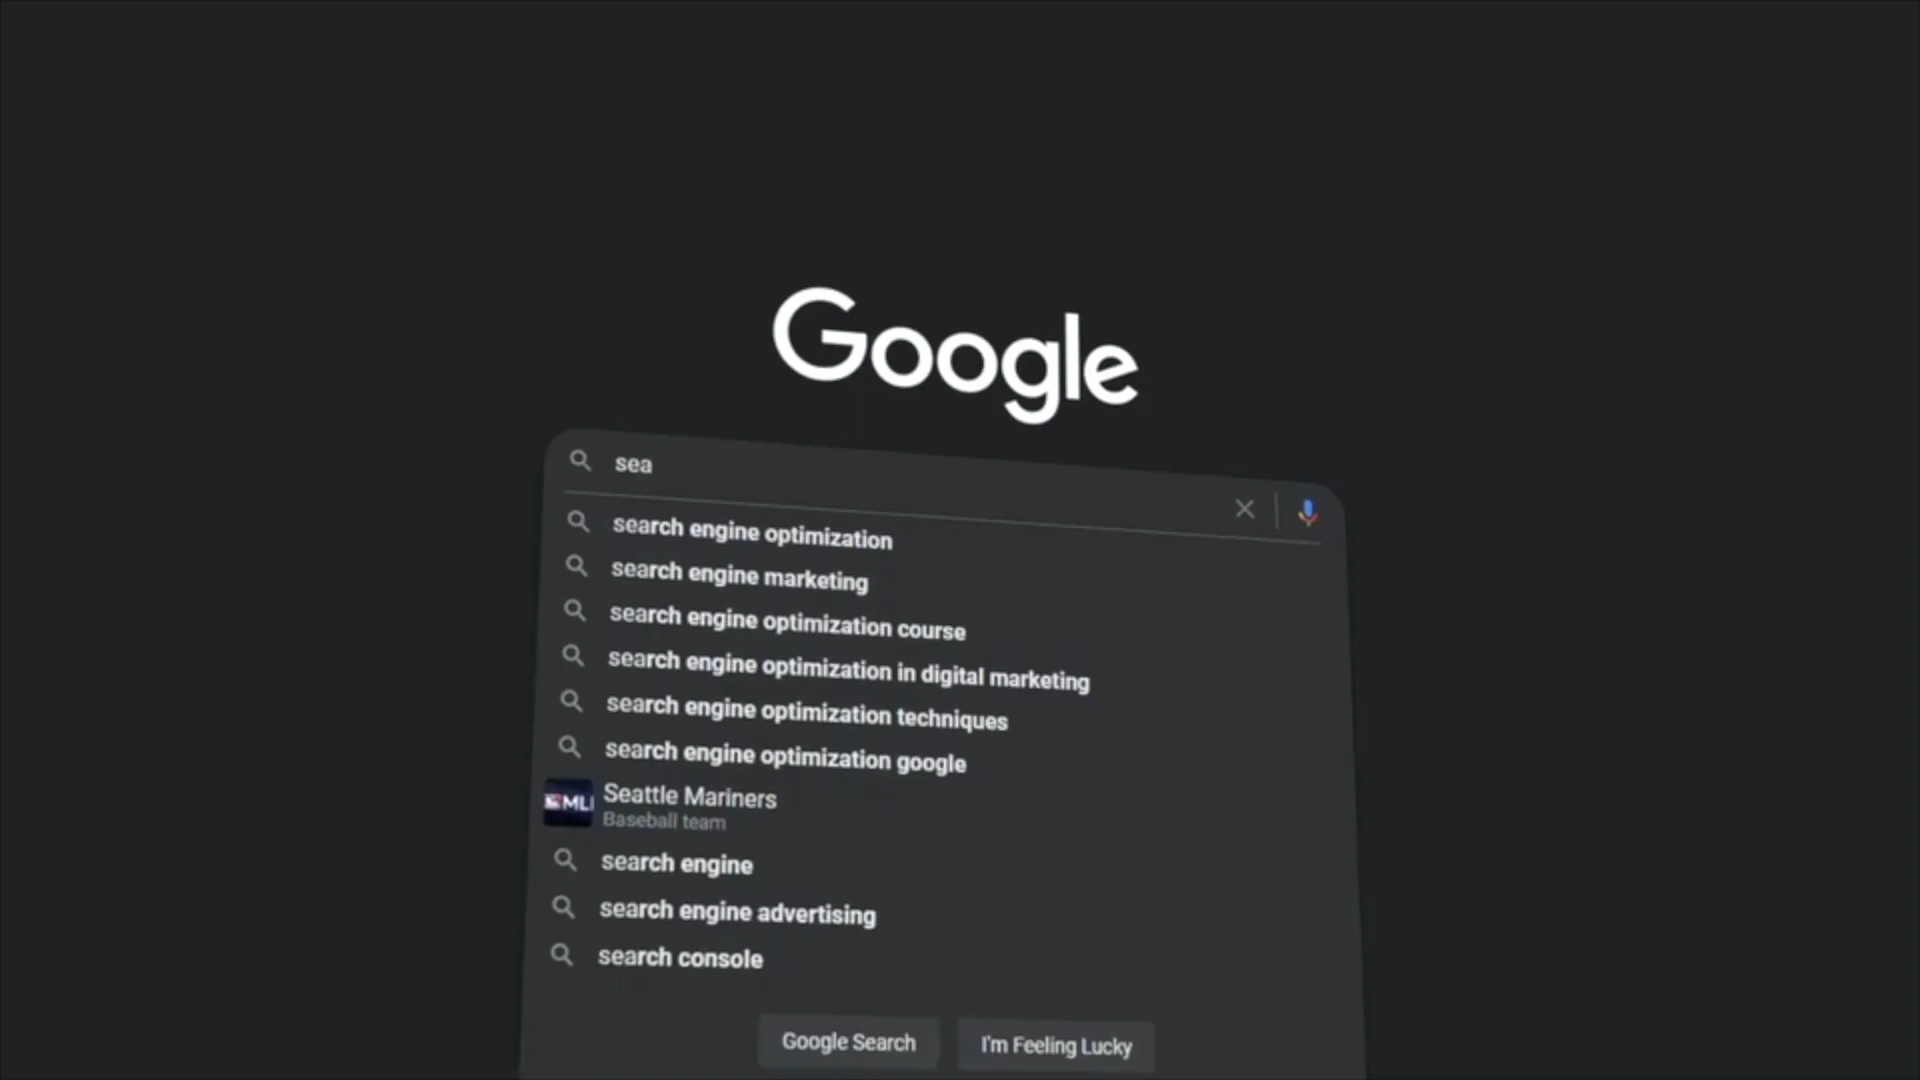 Google
sea
search engine optimization
search engine marketing
search engine optimization course
search engine optimization in digital marketing
search engine optimization techniques
search engine optimization google
Seattle Mariners
Baseball team
search engine
search engine advertising
search console
Google Search
I'm Feeling Lucky